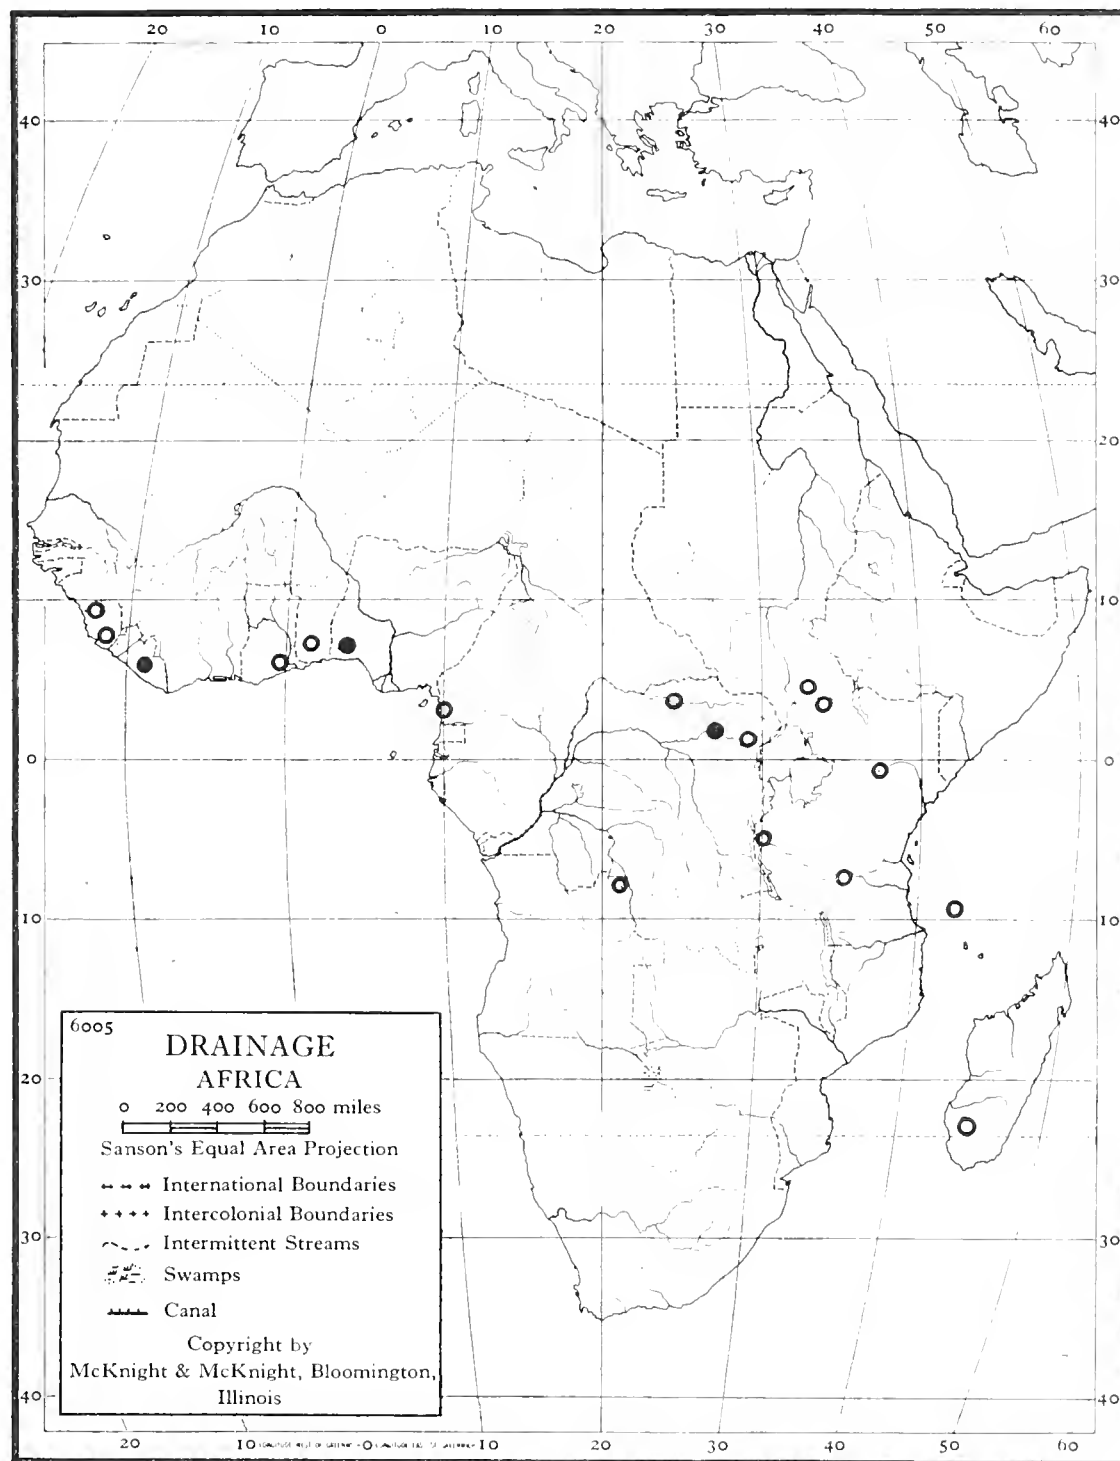 20 10 0 10 20 30 40 50 60
40 40
30 30
20 20
10 10
0 0
10 10
6005
DRAINAGE
AFRICA
0 200 400 600 800 miles
Sanson's Equal Area Projection
International Boundaries
Intercolonial Boundaries
Intermittent Streams
Swamps
Canal
Copyright by
McKnight & McKnight, Bloomington,
Illinois
20 20
30 30
40 40
20 10 0 10 20 30 40 50 60